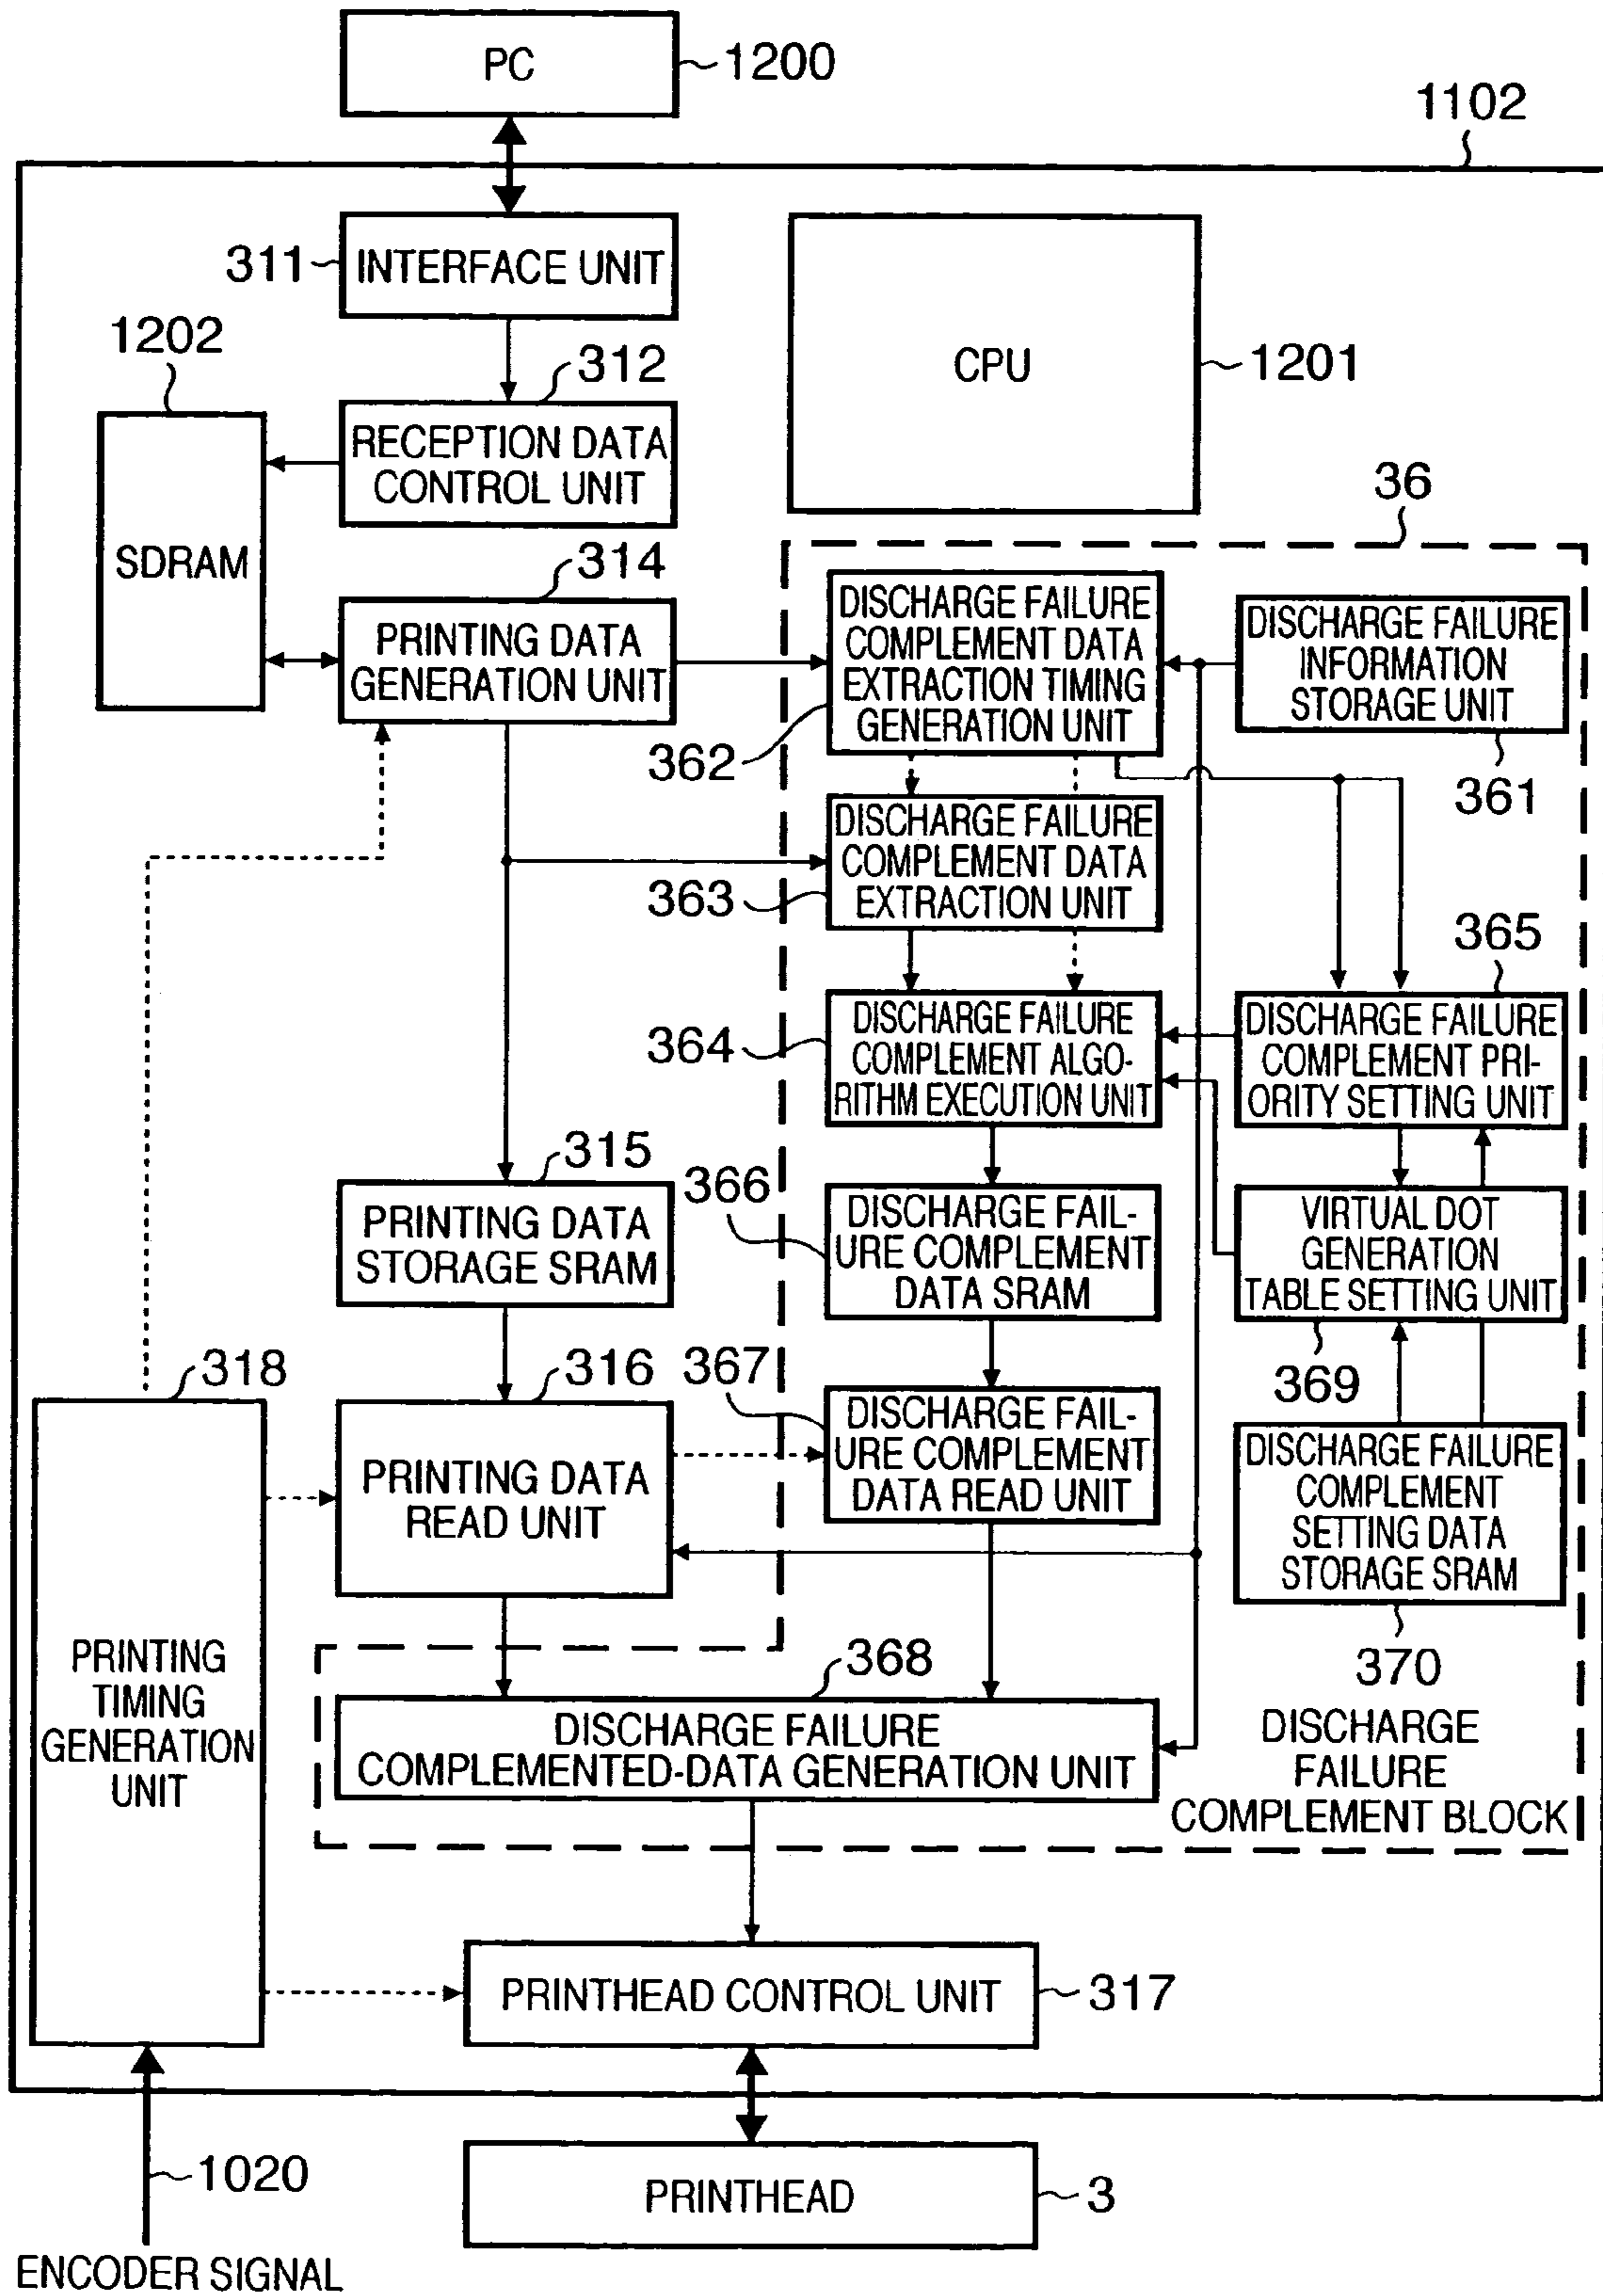 PC
1200
1102
311
INTERFACE UNIT
1202
312
CPU
1201
RECEPTION DATA
CONTROL UNIT
36
SDRAM
314
PRINTING DATA
GENERATION UNIT
DISCHARGE FAILURE
COMPLEMENT DATA
EXTRACTION TIMING
GENERATION UNIT
362
DISCHARGE FAILURE
INFORMATION
STORAGE UNIT
361
DISCHARGE FAILURE
COMPLEMENT DATA
EXTRACTION UNIT
363
365
364
DISCHARGE FAILURE
COMPLEMENT ALGO-
RITHM EXECUTION UNIT
DISCHARGE FAILURE
COMPLEMENT PRI-
ORITY SETTING UNIT
315
PRINTING DATA
STORAGE SRAM
366
DISCHARGE FAIL-
URE COMPLEMENT
DATA SRAM
VIRTUAL DOT
GENERATION
TABLE SETTING UNIT
369
318
316
PRINTING DATA
READ UNIT
367
DISCHARGE FAIL-
URE COMPLEMENT
DATA READ UNIT
DISCHARGE FAILURE
COMPLEMENT
SETTING DATA
STORAGE SRAM
370
PRINTING
TIMING
GENERATION
UNIT
368
DISCHARGE FAILURE
COMPLEMENTED-DATA GENERATION UNIT
DISCHARGE
FAILURE
COMPLEMENT BLOCK
PRINTHEAD CONTROL UNIT
317
1020
ENCODER SIGNAL
PRINTHEAD
3